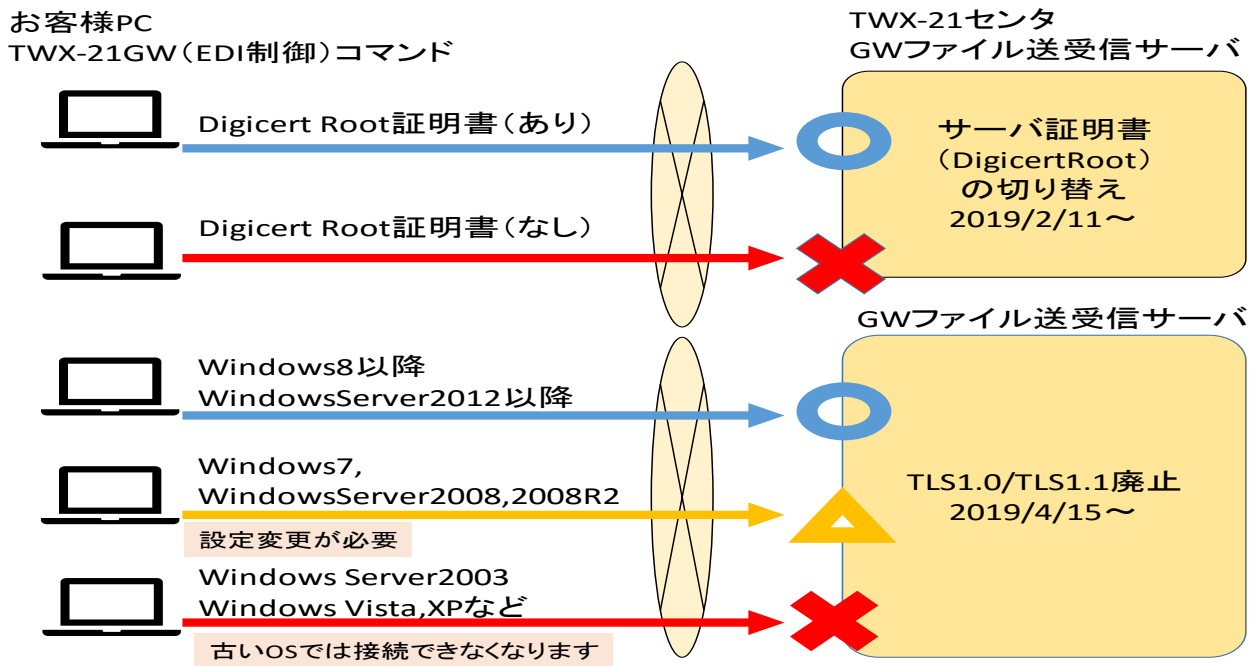 お客様PC
TWX-21GW(EDI制御)コマンド
TWX-21センタ
GWファイル送受信サーバ
Digicert Root証明書(あり)
Digicert Root証明書(なし)
サーバ証明書
(DigicertRoot)
の切り替え
2019/2/11～
GWファイル送受信サーバ
Windows8以降
WindowsServer2012以降
Windows7,
WindowsServer2008,2008R2
設定変更が必要
Windows Server2003
Windows Vista,XPなど
古いOSでは接続できなくなります
TLS1.0/TLS1.1廃止
2019/4/15～